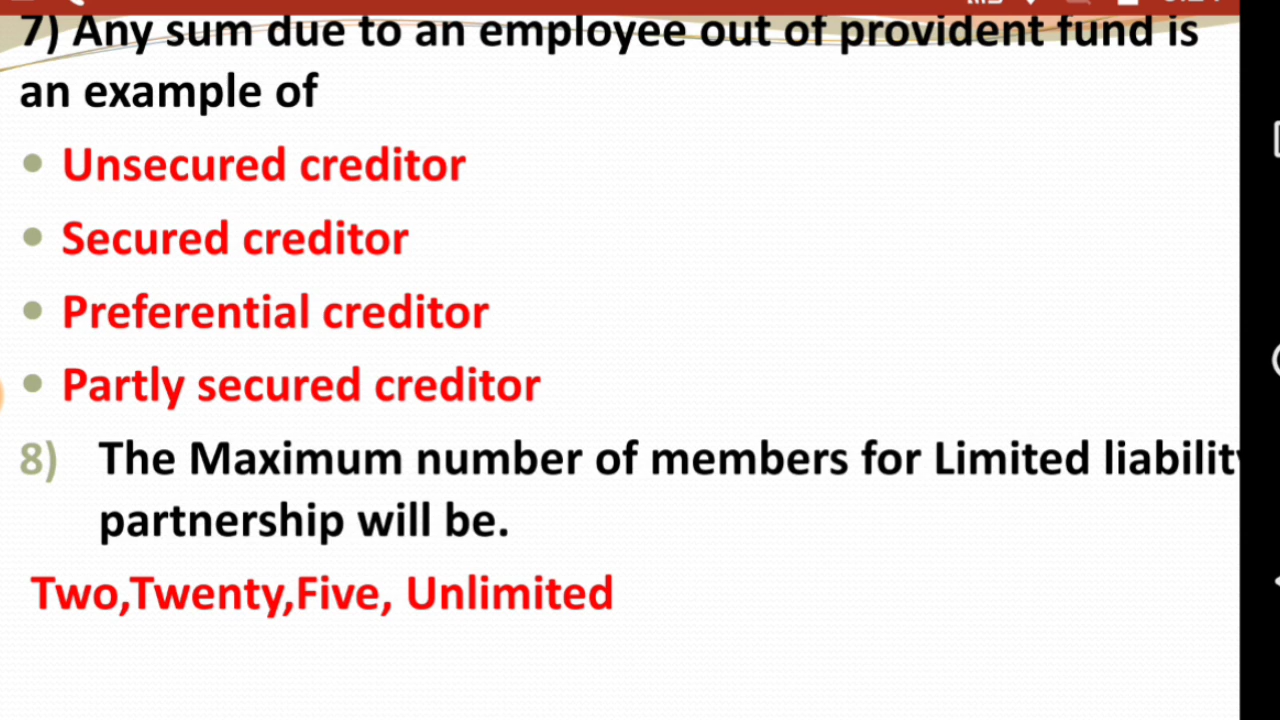 7) Any sum due to an employee out of provident fund is
an example of
Unsecured creditor
Secured creditor
Preferential creditor
Partly secured creditor
8) The Maximum number of members for Limited
partnership will be.
Two,Twenty,Five, Unlimited